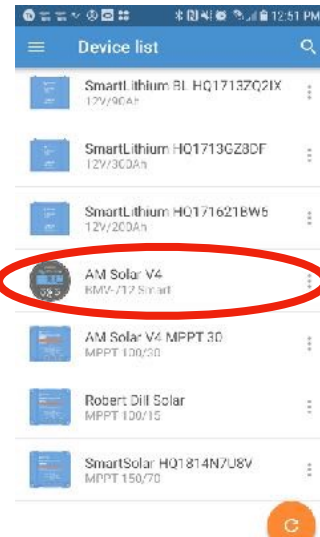 12:51 PM
Device list
SmartLithium BL HQ1713ZQ2IX
12V/90Ah
SmartLithium HQ1713GZ8DF
12V/300Ah
SmartLithium HQ171621BW6
12V/200Ah
AM Solar V4
BMV-712 Smart
AM Solar V4 MPPT 30
MPPT 100/30
Robert Dill Solar
MPPT 100/15
SmartSolar HQ1814N7U8V
MPPT 150/70